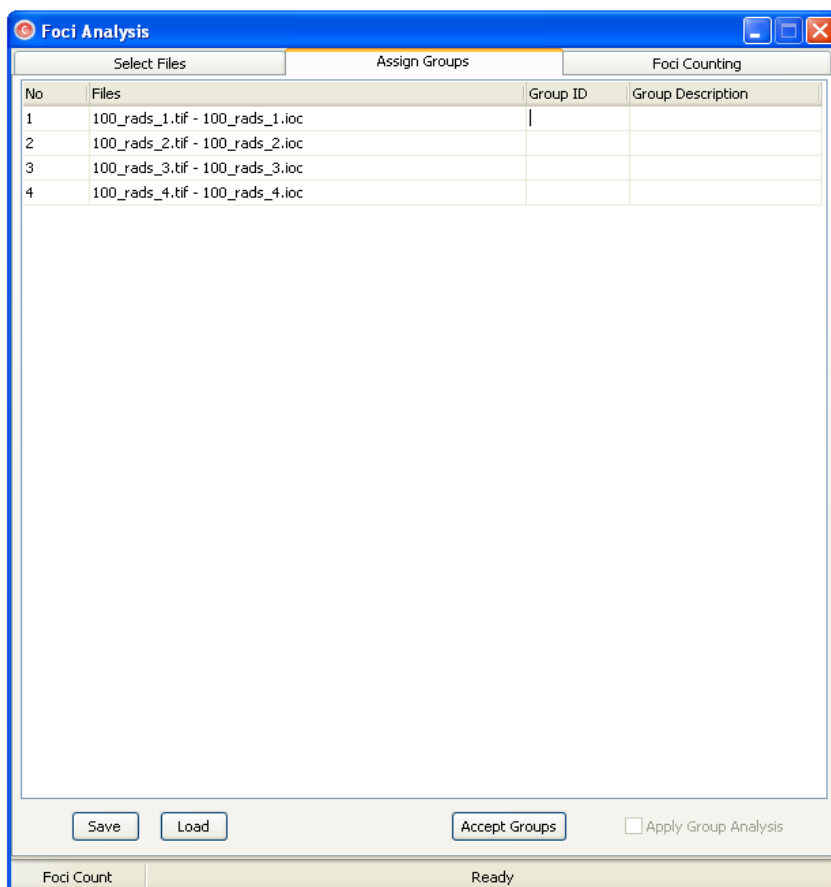 Foci Analysis
Select Files Assign Groups Foci Counting
No Files Group ID Group Description
1 100_rads_1.tif - 100_rads_1.ioc
2 100_rads_2.tif - 100_rads_2.ioc
3 100_rads_3.tif - 100_rads_3.ioc
4 100_rads_4.tif - 100_rads_4.ioc
Save Load Accept Groups Apply Group Analysis
Foci Count Ready